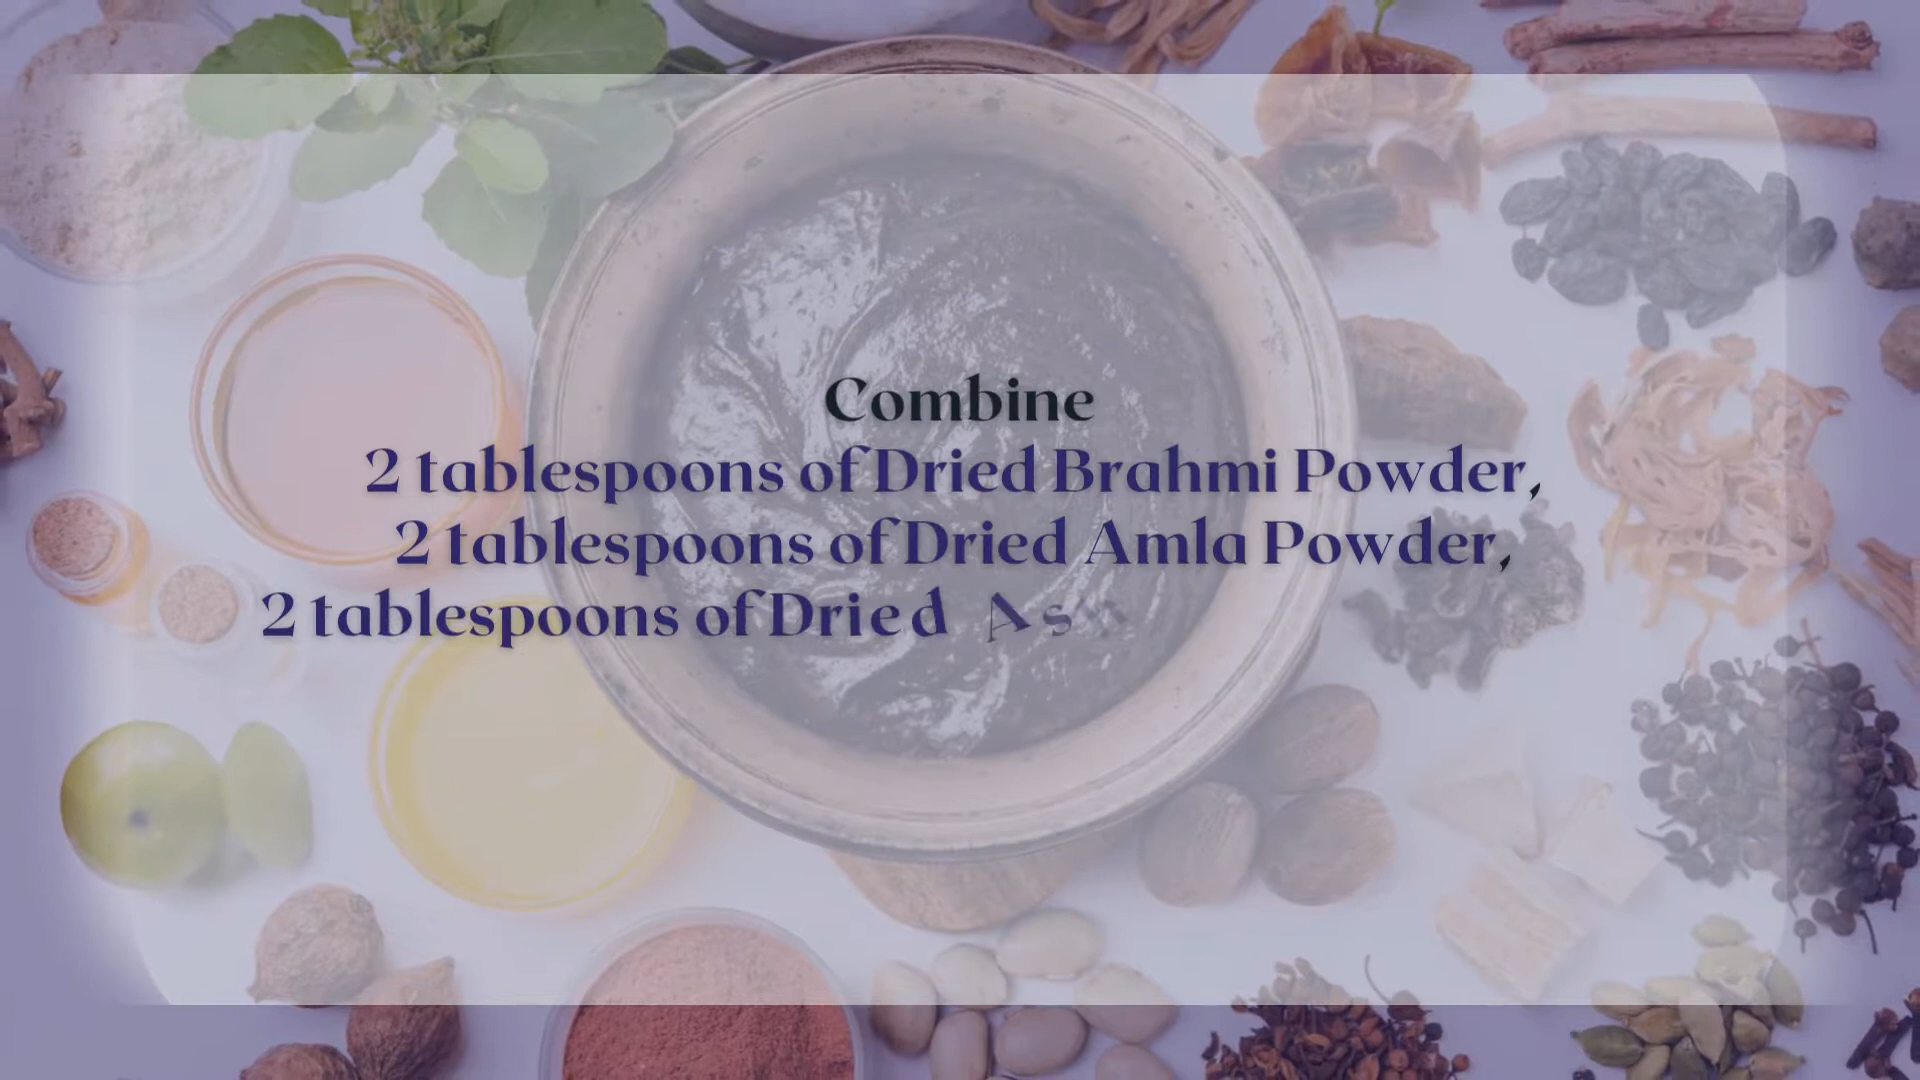 Combine
2 tablespoons of Dried Brahmi Powder,
2 tablespoons of Dried Amla Powder,
2 tablespoons of Dried